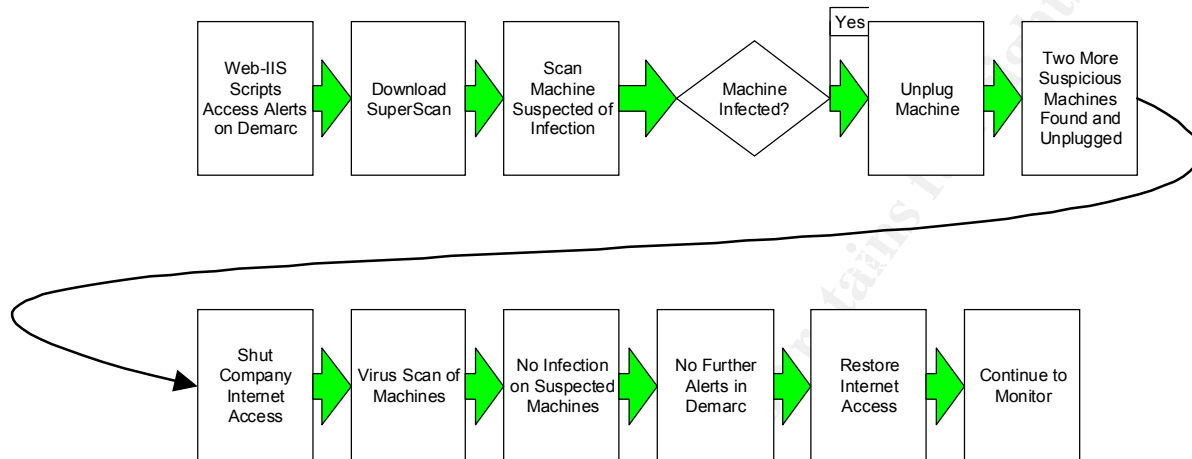 Yes
Web-IIS
Scripts
Access Alerts
on Demarc
Download
SuperScan
Scan
Machine
Suspected of
Infection
Machine
Infected?
Unplug
Machine
Two More
Suspicious
Machines
Found and
Unplugged
Shut
Company
Internet
Access
Virus Scan of
Machines
No Infection
on Suspected
Machines
No Further
Alerts in
Demarc
Restore
Internet
Access
Continue to
Monitor